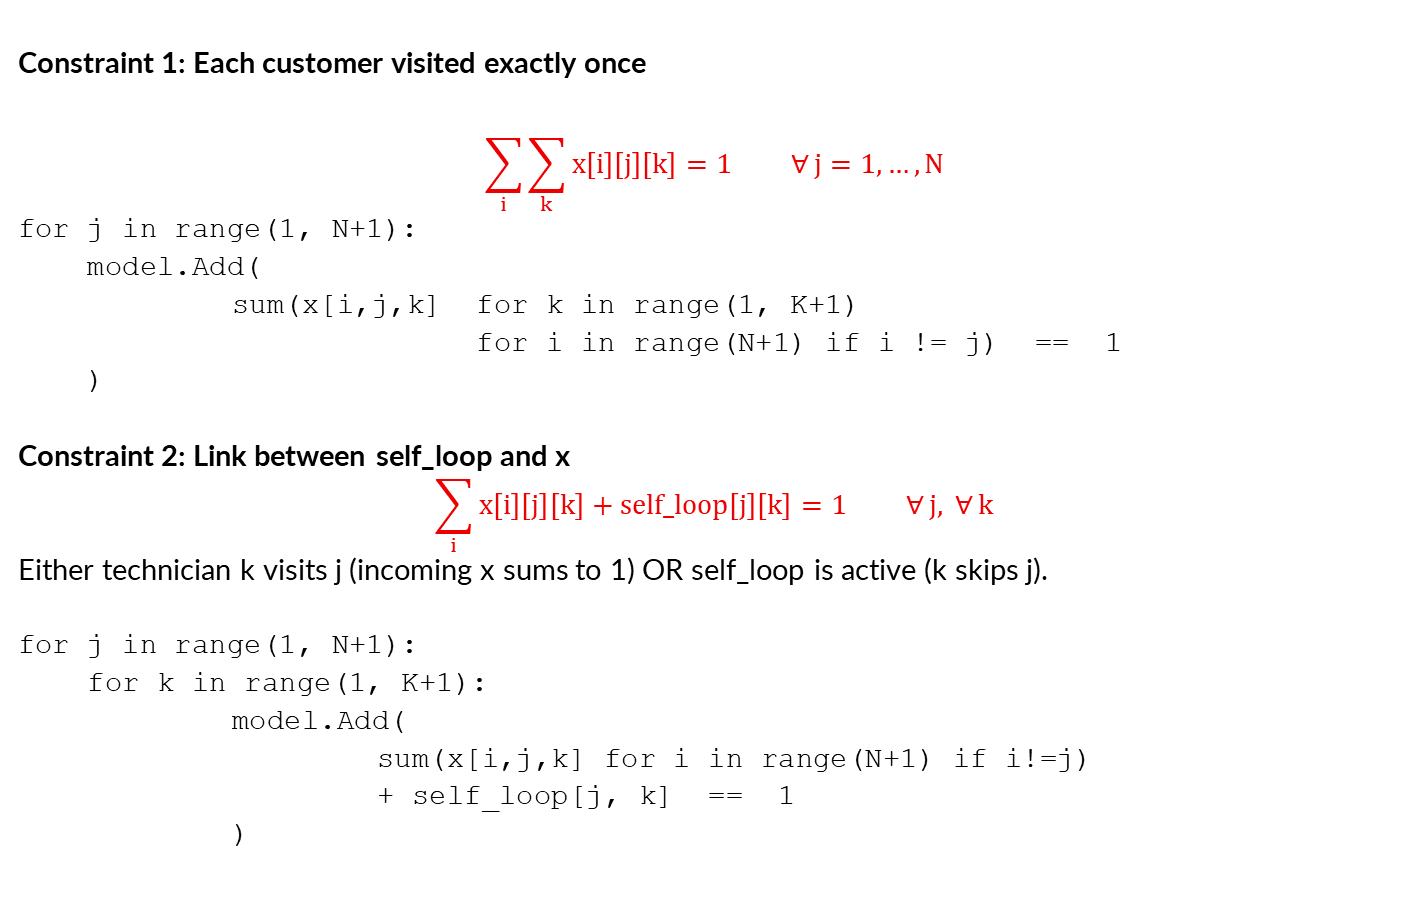 Constraint 1: Each customer visited exactly once
∑∑ x[i][j][k] = 1 ∀ j = 1, … , N
i k
for j in range(1, N+1):
model.Add(
sum(x[i,j,k] for k in range(1, K+1)
for i in range(N+1) if i != j) == 1
)
Constraint 2: Link between self_loop and x
∑ x[i][j][k] + self_loop[j][k] = 1 ∀ j, ∀ k
i
Either technician k visits j (incoming x sums to 1) OR self_loop is active (k skips j).
for j in range(1, N+1):
for k in range(1, K+1):
model.Add(
sum(x[i,j,k] for i in range(N+1) if i!=j)
+ self_loop[j, k] == 1
)